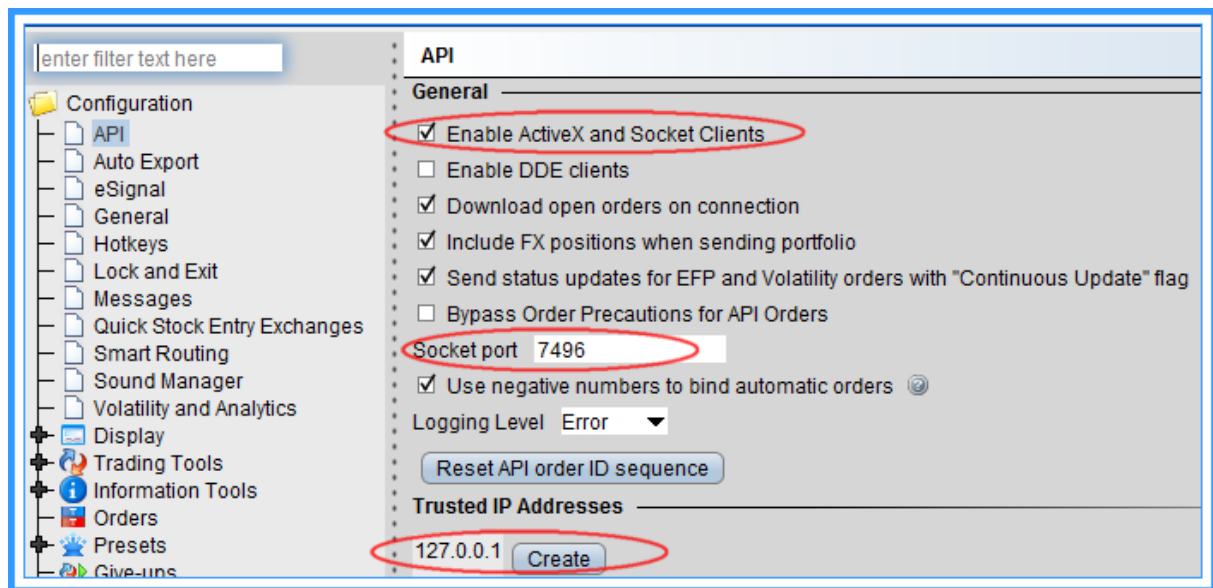 enter filter text here
Configuration
API
Auto Export
eSignal
General
Hotkeys
Lock and Exit
Messages
Quick Stock Entry Exchanges
Smart Routing
Sound Manager
Volatility and Analytics
Display
Trading Tools
Information Tools
Orders
Presets
Give-ups
API
General
Enable ActiveX and Socket Clients
Enable DDE clients
Download open orders on connection
Include FX positions when sending portfolio
Send status updates for EFP and Volatility orders with "Continuous Update" flag
Bypass Order Precautions for API Orders
Socket port 7496
Use negative numbers to bind automatic orders
Logging Level Error
Reset API order ID sequence
Trusted IP Addresses
127.0.0.1 Create